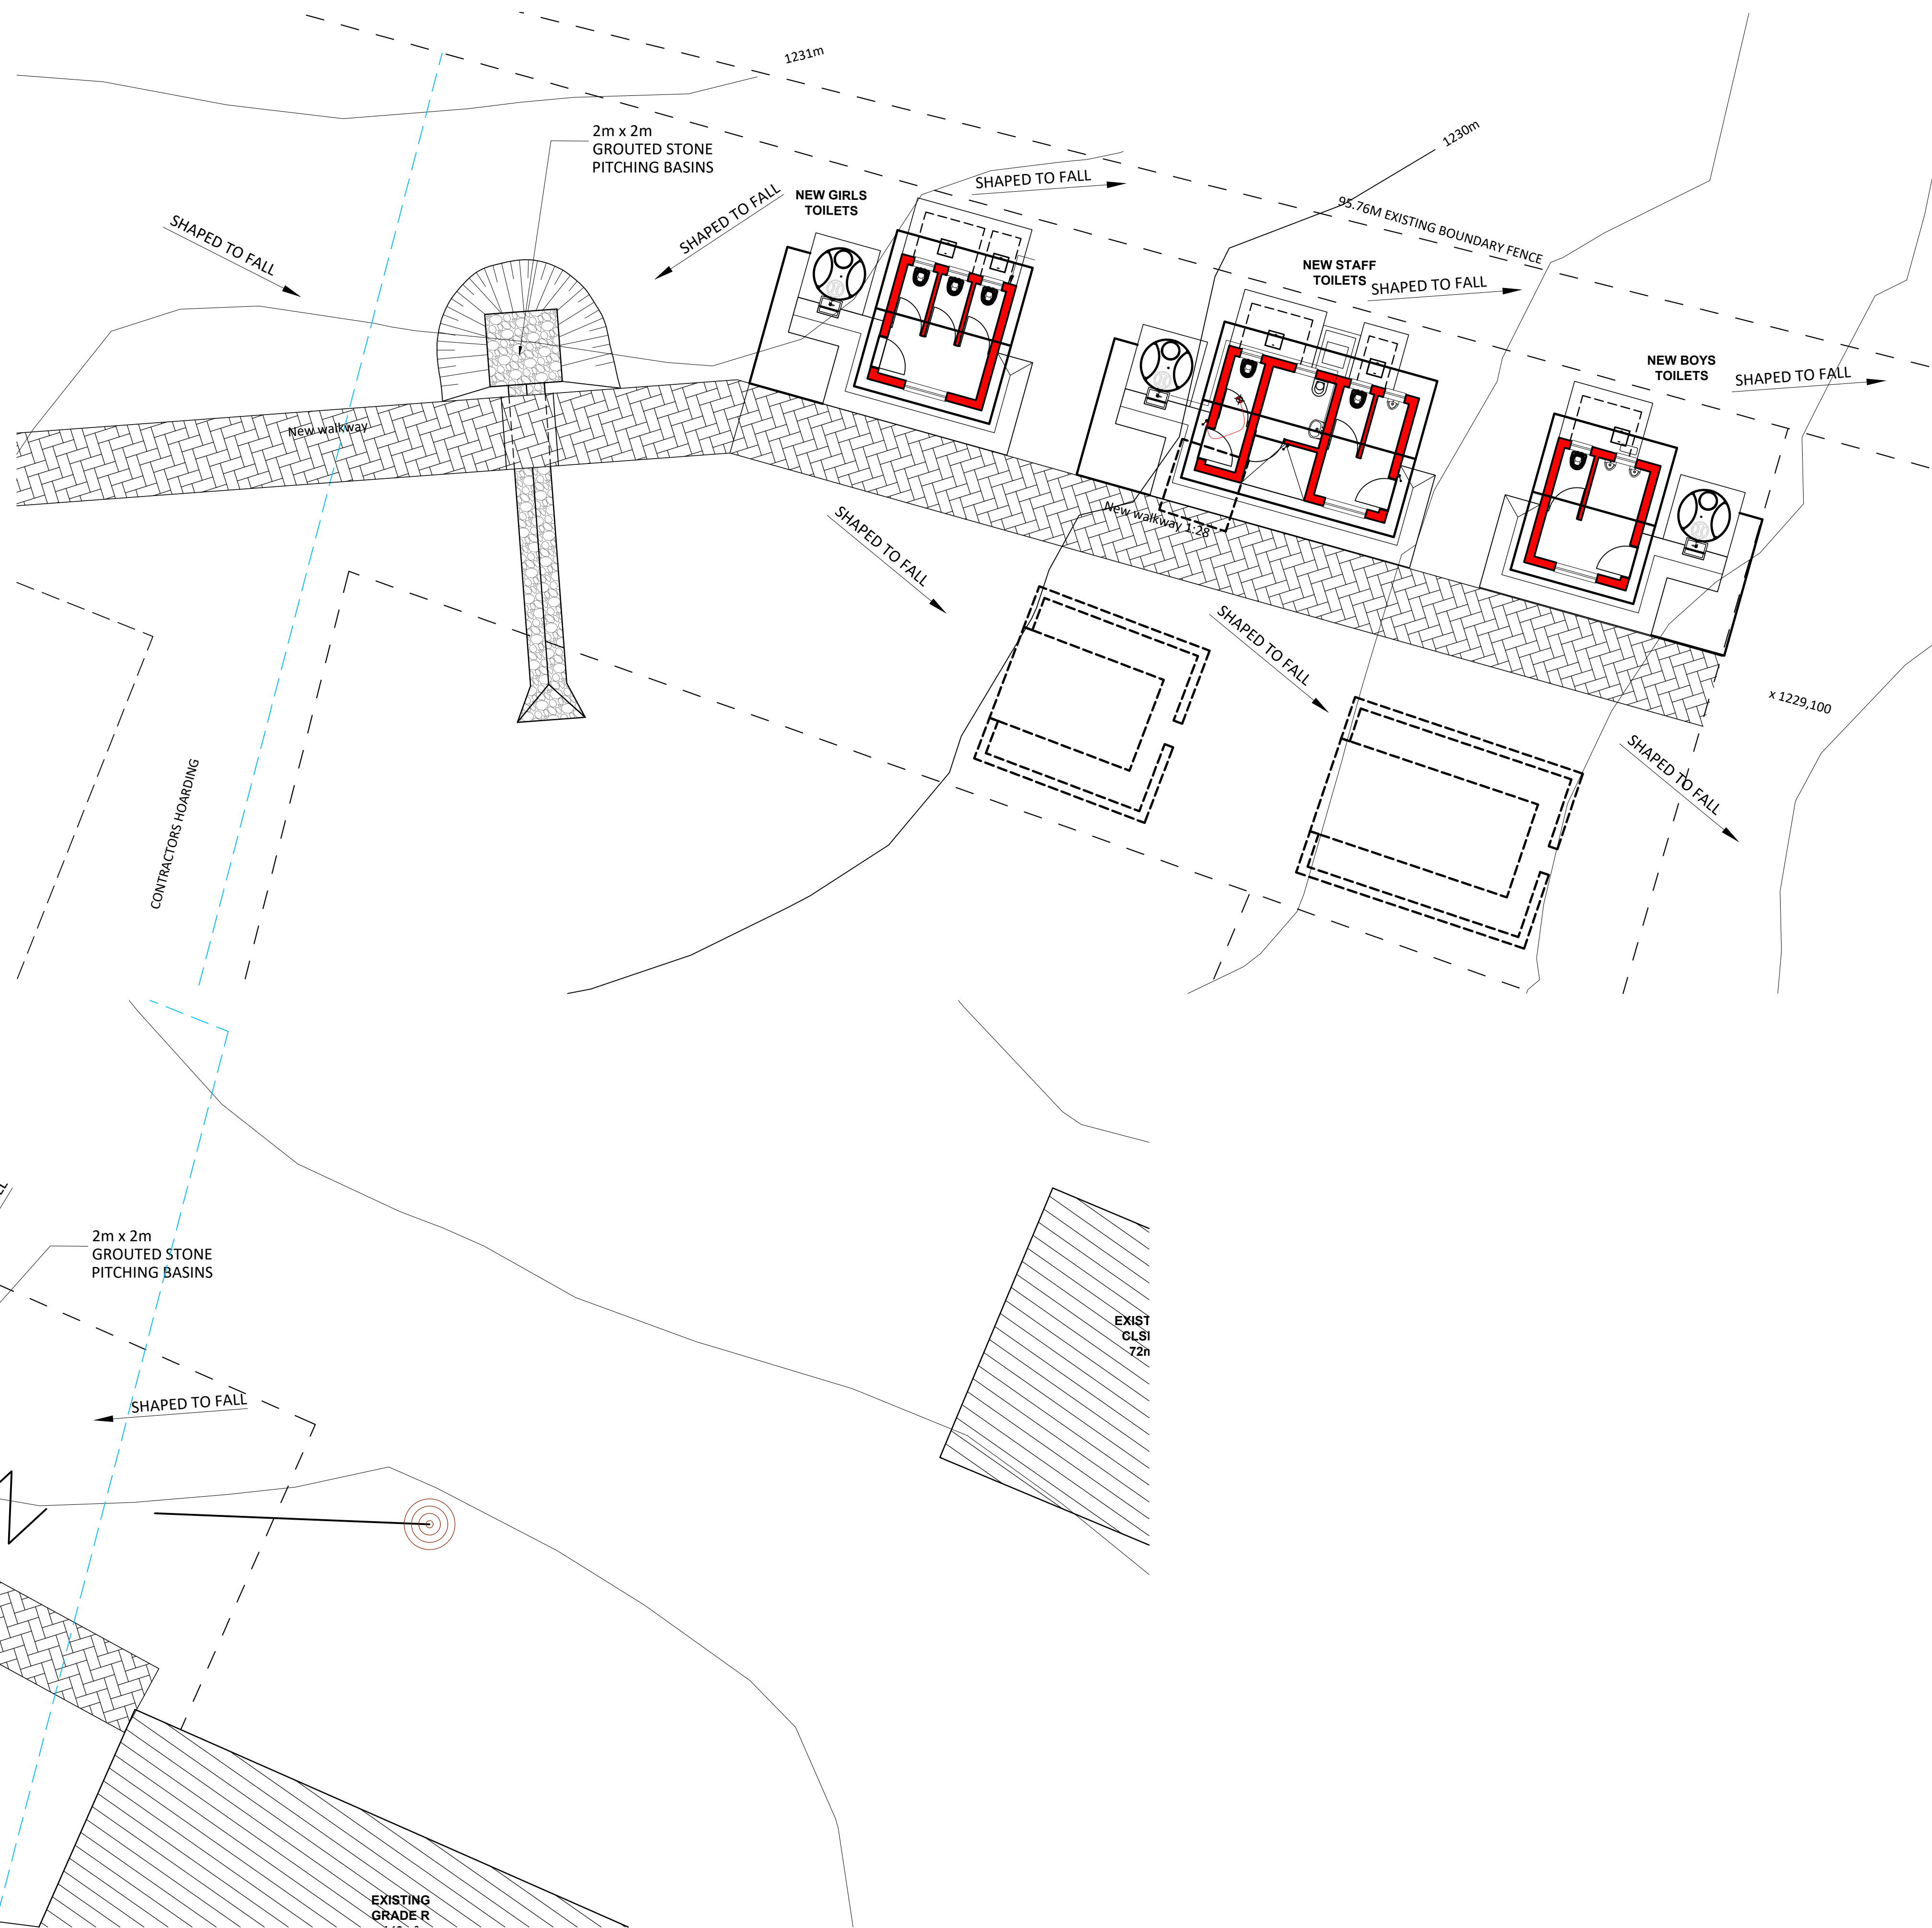 1231m
2m x 2m
GROUTED STONE
PITCHING BASINS
1230m
SHAPED TO FALL
SHAPED TO FALL
NEW GIRLS
TOILETS
SHAPED TO FALL
95.76M EXISTING BOUNDARY FENCE
NEW STAFF
TOILETS
SHAPED TO FALL
NEW BOYS
TOILETS
SHAPED TO FALL
New walkway
New walkway 1:28
SHAPED TO FALL
SHAPED TO FALL
x 1229,100
SHAPED TO FALL
CONTRACTORS HOARDING
2m x 2m
GROUTED STONE
PITCHING BASINS
EXIST
72m
SHAPED TO FALL
EXISTING
GRADE R